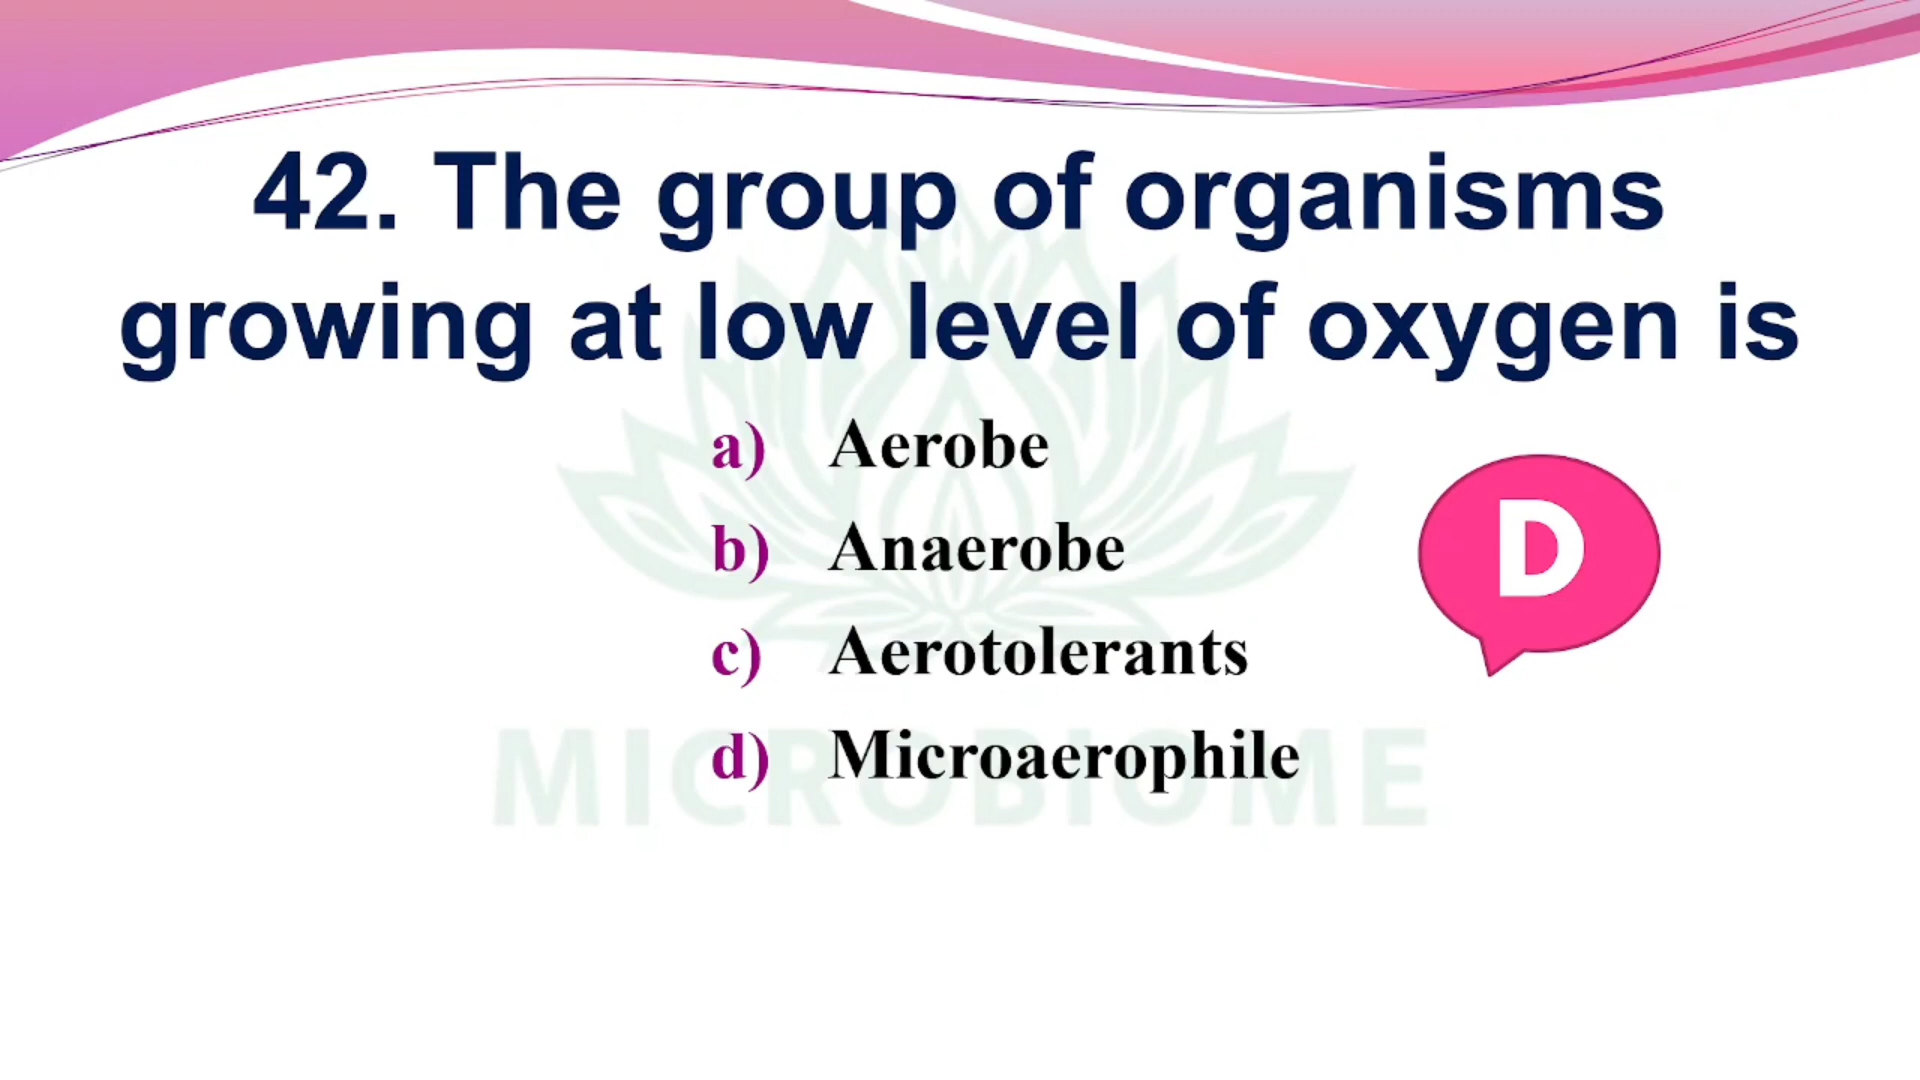 42. The group of organisms
growing at low level of oxygen is
a) Aerobe
b) Anaerobe
c) Aerotolerants
d) Microaerophile
D
MICROBIOME